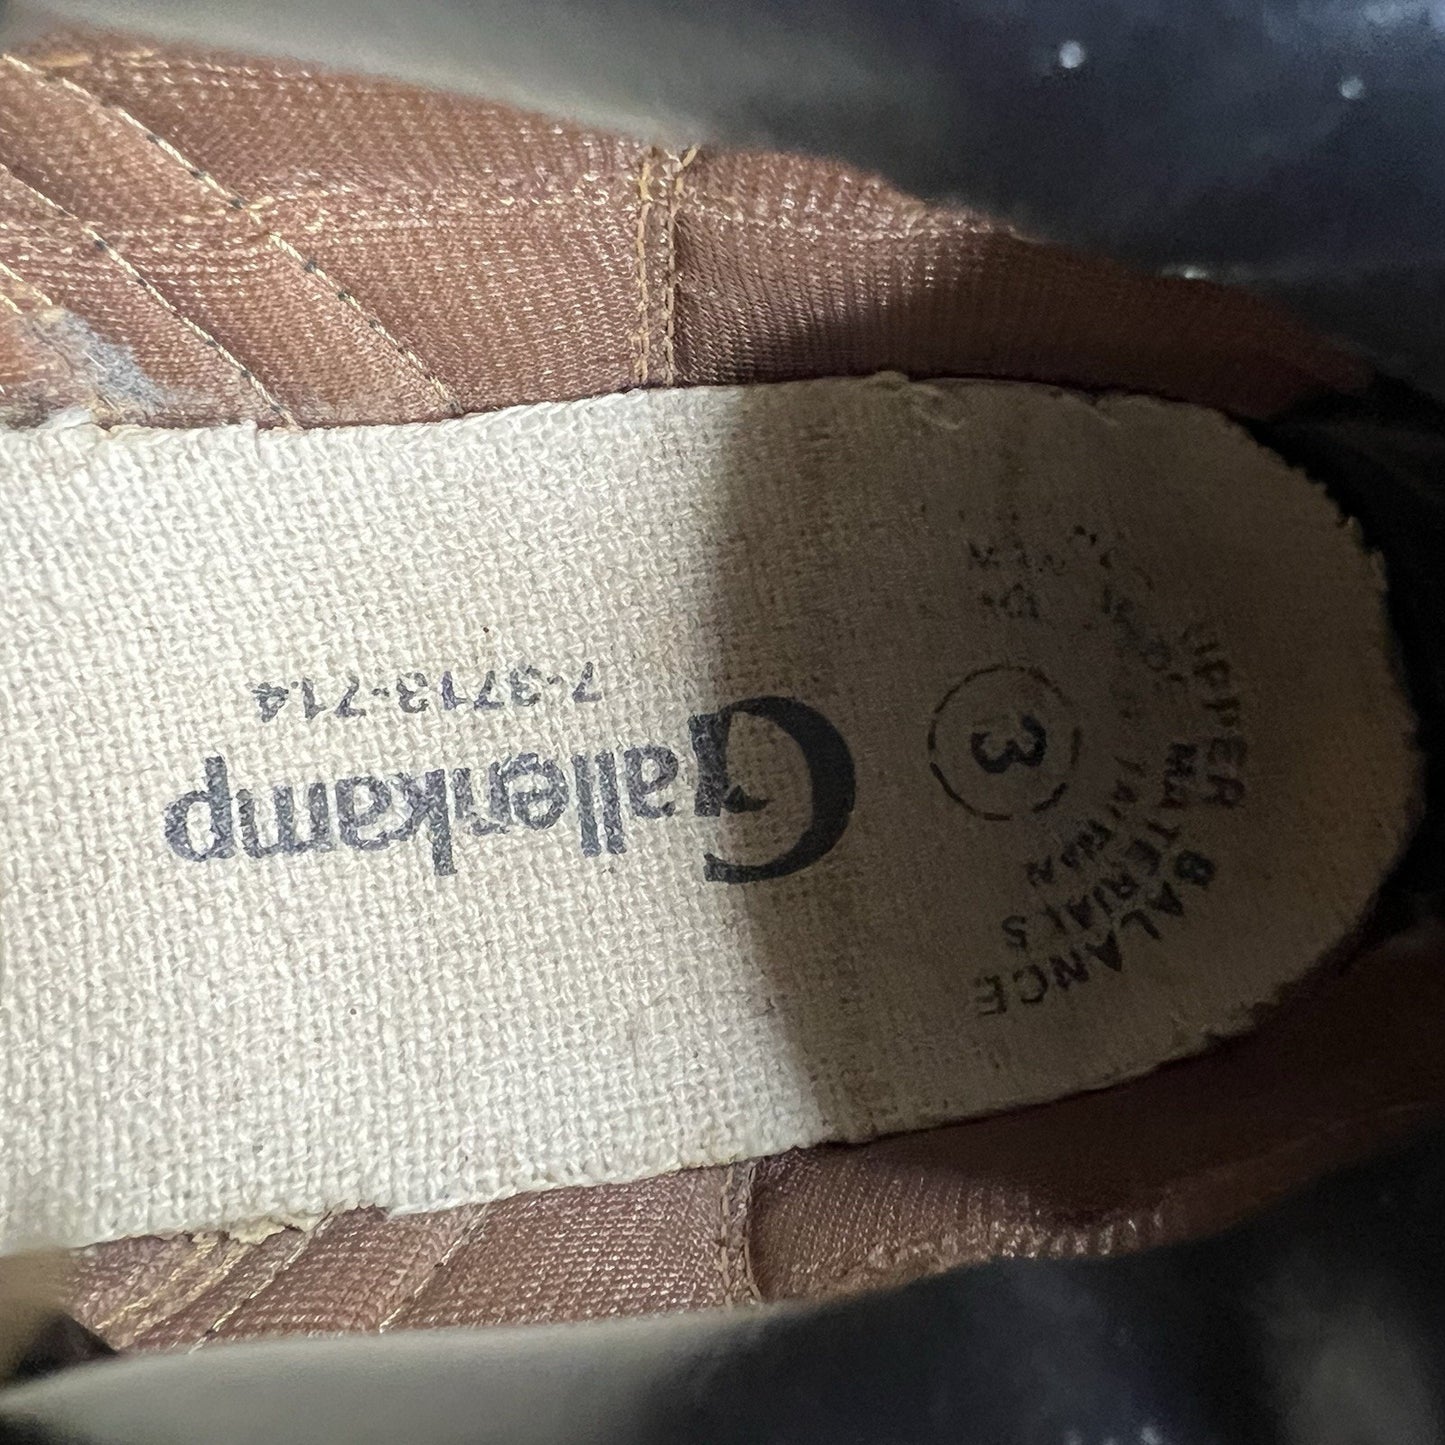 UPPER
BALANCE
MATERIALS
3
Gallenkamp
7-3713-714